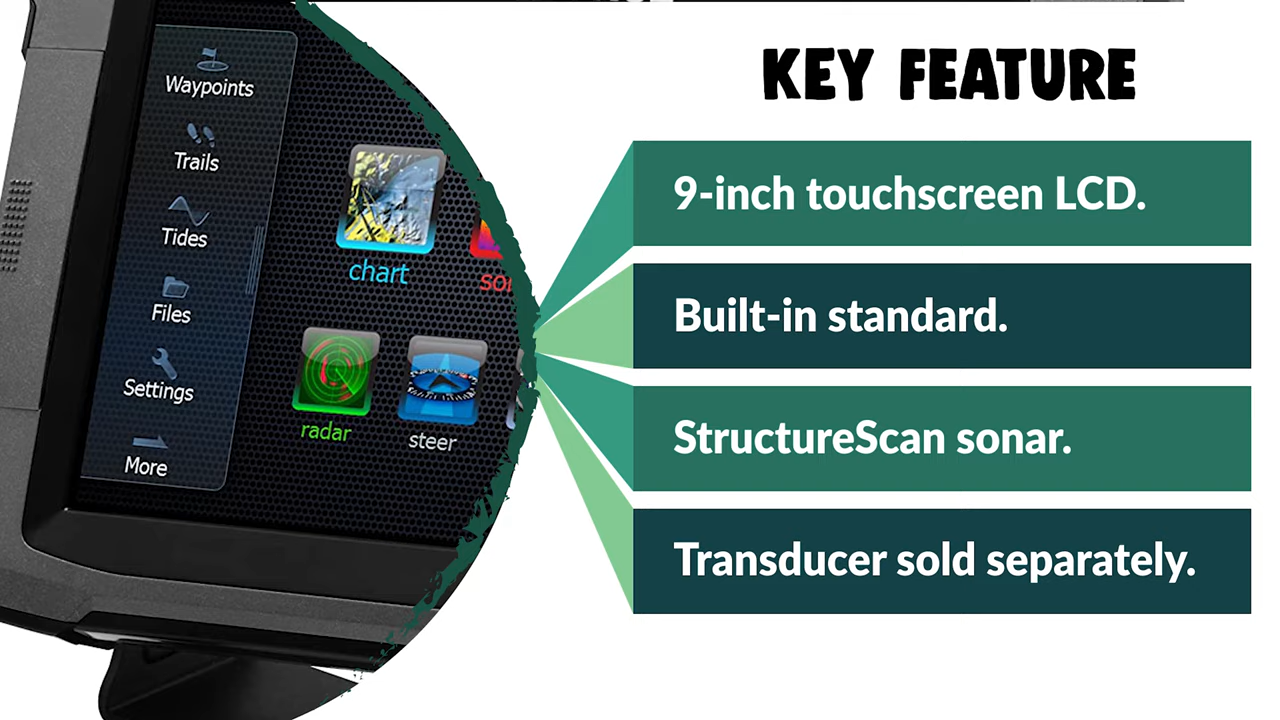 KEY FEATURE
9-inch touchscreen LCD.
Built-in standard.
StructureScan sonar.
Transducer sold separately.
Waypoints
Trails
Tides
Files
Settings
More
chart
radar
steer